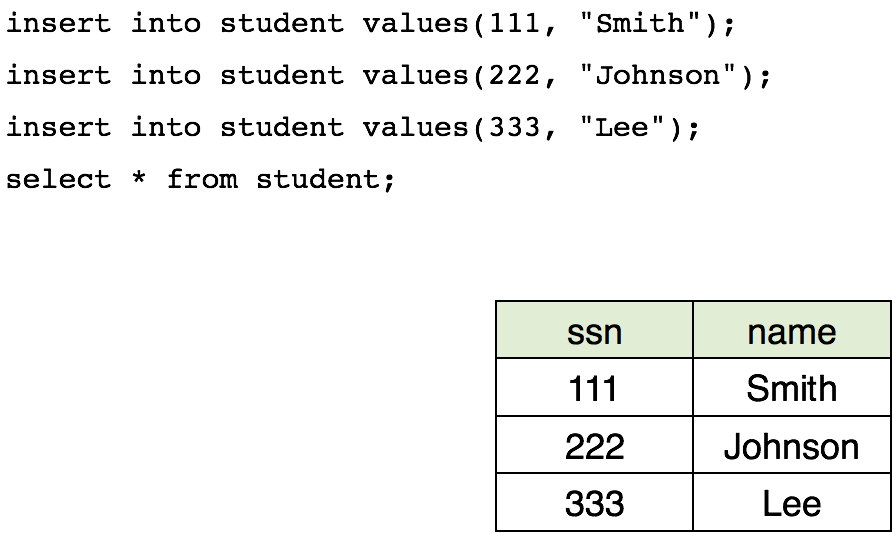 insert into student values(111, "Smith");
insert into student values(222, "Johnson");
insert into student values(333, "Lee");
select * from student;
ssn name
111 Smith
222 Johnson
333 Lee